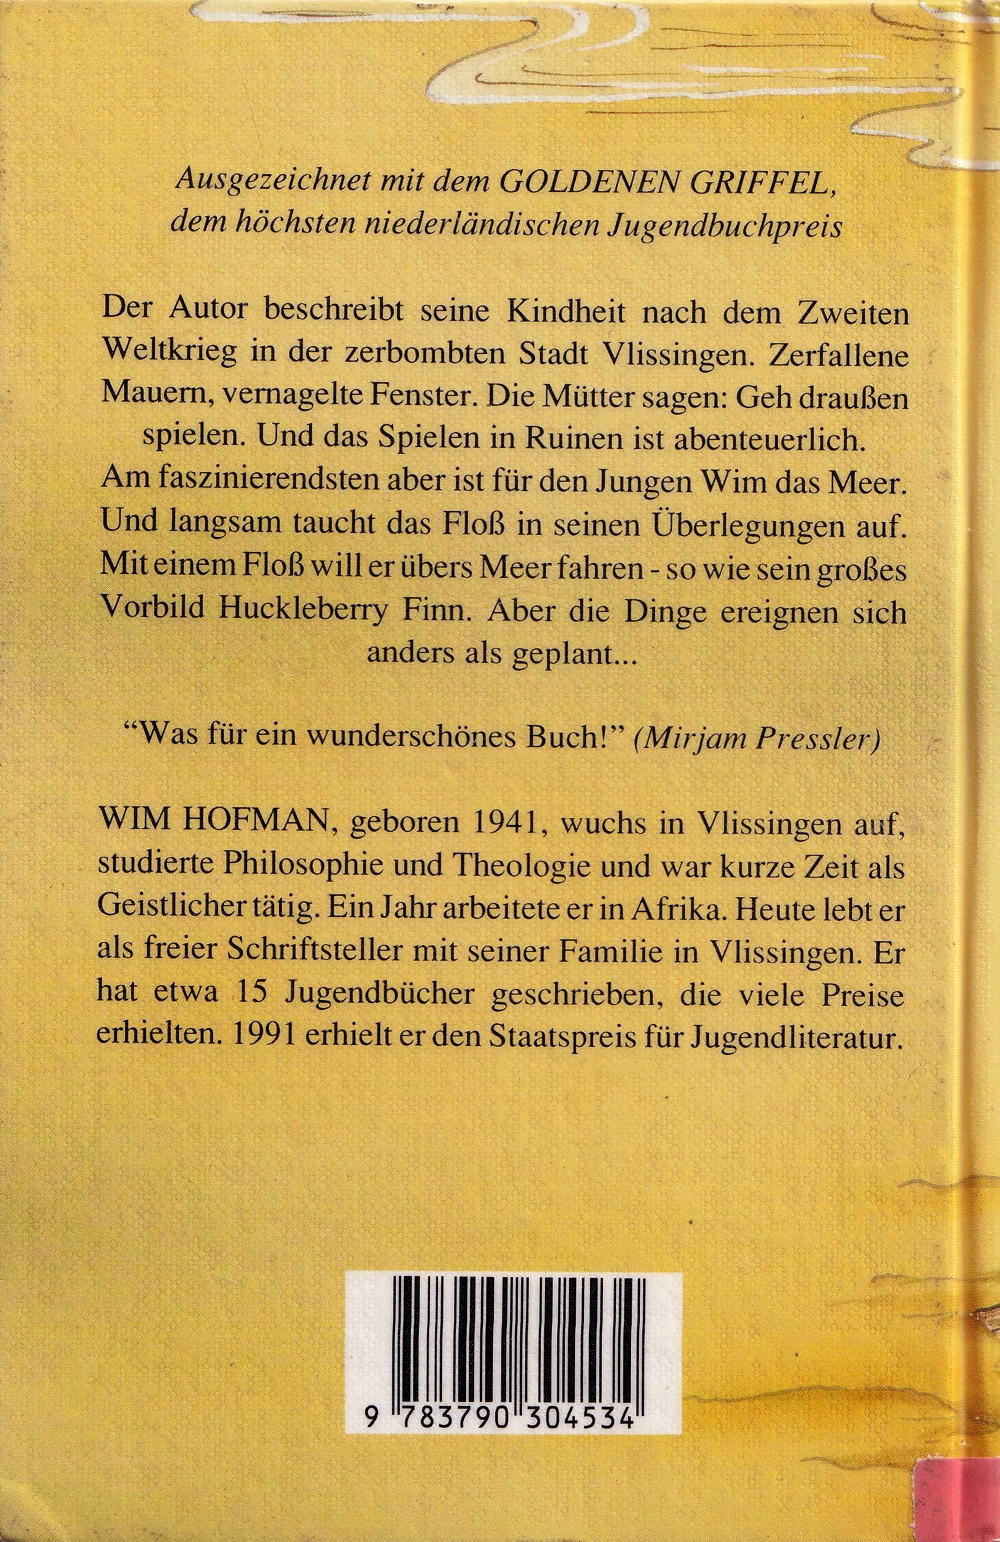 Ausgezeichnet mit dem GOLDENEN GRIFFEL,
dem höchsten niederländischen Jugendbuchpreis
Der Autor beschreibt seine Kindheit nach dem Zweiten
Weltkrieg in der zerbombten Stadt Vlissingen. Zerfallene
Mauern, vernagelte Fenster. Die Mütter sagen: Geh draußen
spielen. Und das Spielen in Ruinen ist abenteuerlich.
Am faszinierendsten aber ist für den Jungen Wim das Meer.
Und langsam taucht das Floß in seinen Überlegungen auf.
Mit einem Floß will er übers Meer fahren - so wie sein großes
Vorbild Huckleberry Finn. Aber die Dinge ereignen sich
anders als geplant...
“Was für ein wunderschönes Buch!” (Mirjam Pressler)
WIM HOFMAN, geboren 1941, wuchs in Vlissingen auf,
studierte Philosophie und Theologie und war kurze Zeit als
Geistlicher tätig. Ein Jahr arbeitete er in Afrika. Heute lebt er
als freier Schriftsteller mit seiner Familie in Vlissingen. Er
hat etwa 15 Jugendbücher geschrieben, die viele Preise
erhielten. 1991 erhielt er den Staatspreis für Jugendliteratur.
9 783790 304534